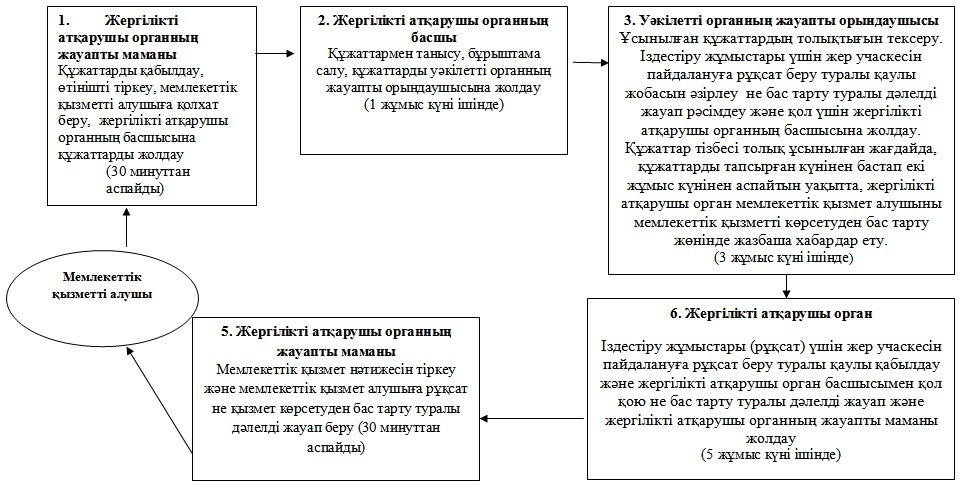 1. Жергілікті
атқарушы органның
жауапты маманы
Құжаттарды қабылдау,
өтінішті тіркеу, мемлекеттік
қызметті алушыға қолхат
беру, жергілікті атқарушы
органның басшысына
құжаттарды жолдау
(30 минуттан
аспайды)
2. Жергілікті атқарушы органның
басшы
Құжаттармен танысу, бұрыштама
салу, құжаттарды уәкілетті органның
жауапты орындаушысына жолдау
(1 жұмыс күні ішінде)
3. Уәкілетті органның жауапты орындаушысы
Ұсынылған құжаттардың толықтығын тексеру.
Іздестіру жұмыстары үшін жер учаскесін
пайдалануға рұқсат беру туралы қаулы
жобасын әзірлеу не бас тарту туралы дәлелді
жауап рәсімдеу және қол үшін жергілікті
атқарушы органның басшысына жолдау.
Құжаттар тізбесі толық ұсынылған жағдайда,
құжаттарды тапсырған күнінен бастап екі
жұмыс күнінен аспайтын уақытта, жергілікті
атқарушы орган мемлекеттік қызмет алушыны
мемлекеттік қызметті көрсетуден бас тарту
жөнінде жазбаша хабардар ету.
(3 жұмыс күні ішінде)
Мемлекеттік
қызметті алушы
5. Жергілікті атқарушы органның
жауапты маманы
Мемлекеттік қызмет нәтижесін тіркеу
және мемлекеттік қызмет алушыға рұқсат
не қызмет көрсетуден бас тарту туралы
дәлелді жауап беру (30 минуттан
аспайды)
6. Жергілікті атқарушы орган
Іздестіру жұмыстары (рұқсат) үшін жер учаскесін
пайдалануға рұқсат беру туралы қаулы қабылдау
және жергілікті атқарушы орган басшысымен қол
қою не бас тарту туралы дәлелді жауап және
жергілікті атқарушы органның жауапты маманы
жолдау
(5 жұмыс күні ішінде)